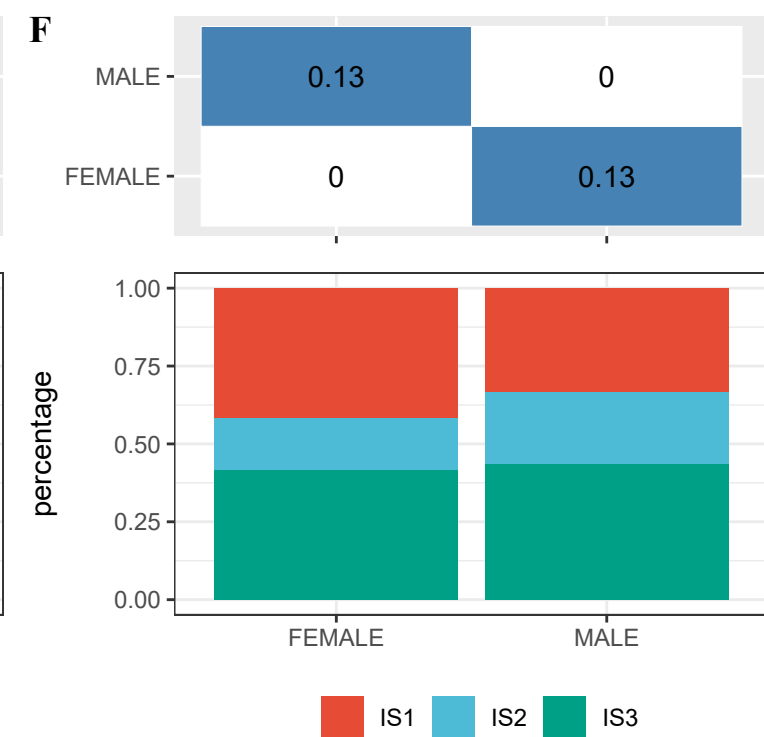 F
MALE 0.13 0
FEMALE 0 0.13
percentage
1.00
0.75
0.50
0.25
0.00
FEMALE MALE
IS1 IS2 IS3